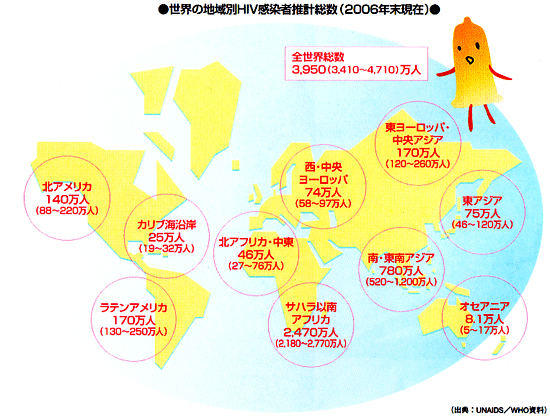 ●世界の地域別HIV感染者推計総数(2006年末現在)●
全世界総数
3,950(3,410〜4,710)万人
東ヨーロッパ・
中央アジア
170万人
(120〜260万人)
西・中央
ヨーロッパ
74万人
(58〜97万人)
北アメリカ
140万人
(88〜220万人)
東アジア
75万人
(46〜120万人)
カリブ海沿岸
25万人
(19〜32万人)
北アフリカ・中東
46万人
(27〜76万人)
南・東南アジア
780万人
(520〜1,200万人)
ラテンアメリカ
170万人
(130〜250万人)
サハラ以南
アフリカ
2,470万人
(2,180〜2,770万人)
オセアニア
8.1万人
(5〜17万人)
(出典:UNAIDS/WHO資料)